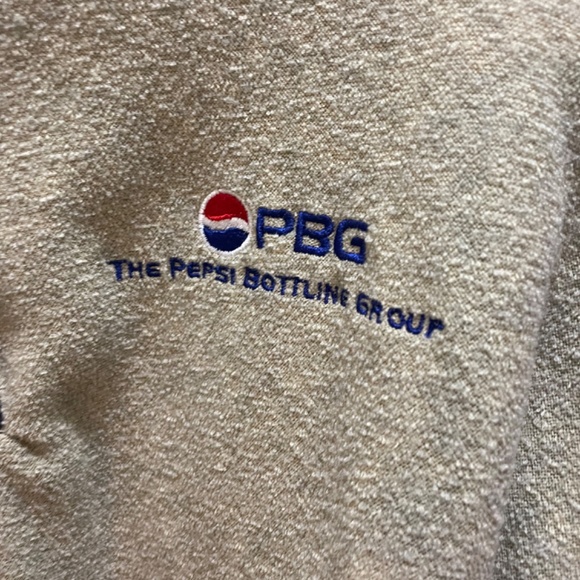 PBG
THE PEPSI BOTTLING GROUP